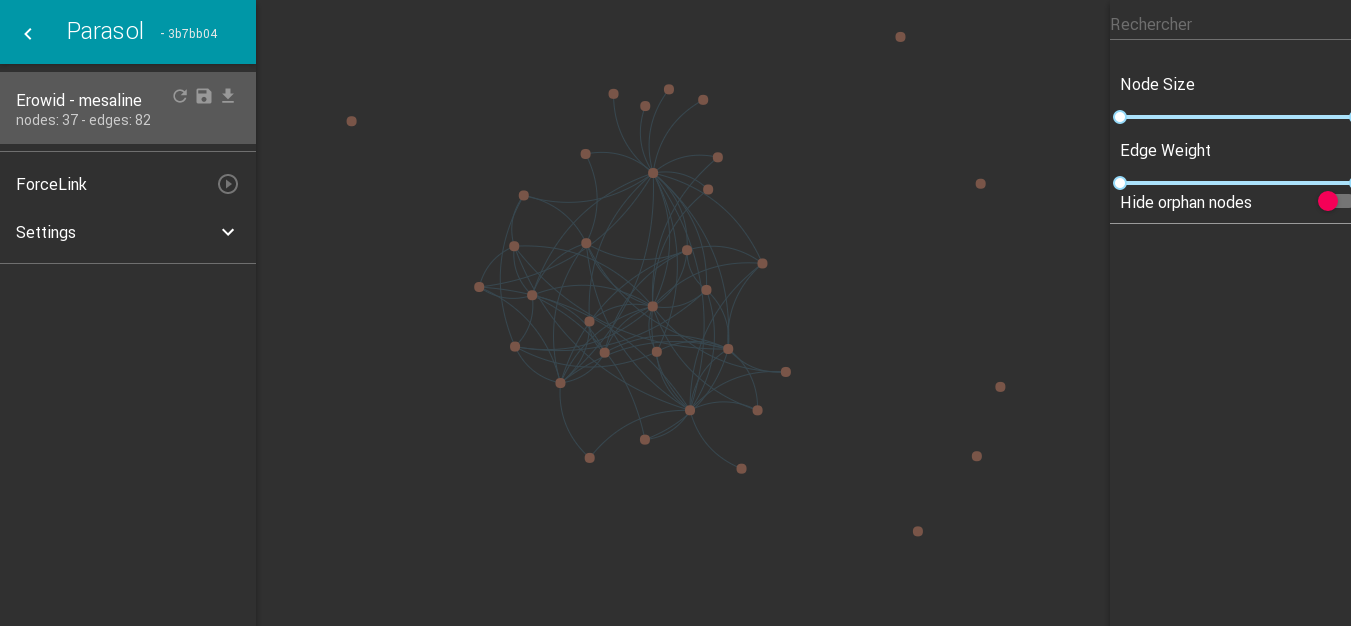 Parasol - 3b7bb04
Erowid - mesaline
nodes: 37 - edges: 82
ForceLink
Settings
Rechercher
Node Size
Edge Weight
Hide orphan nodes